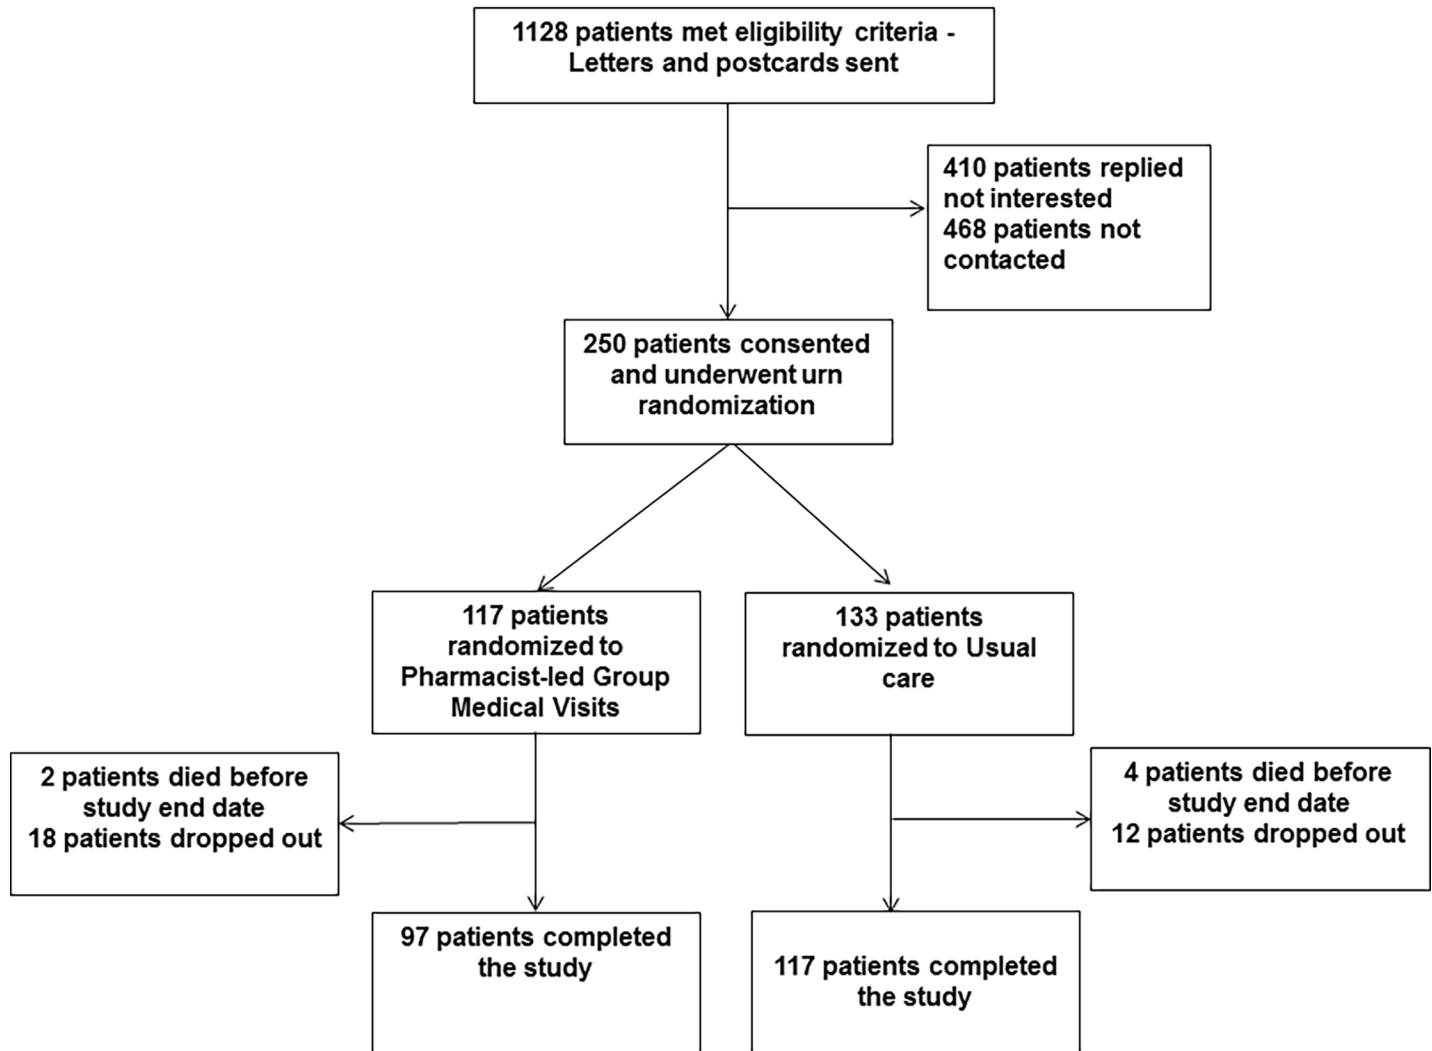 1128 patients met eligibility criteria -
Letters and postcards sent
410 patients replied
not interested
468 patients not
contacted
250 patients consented
and underwent urn
randomization
117 patients
randomized to
Pharmacist-led Group
Medical Visits
133 patients
randomized to Usual
care
2 patients died before
study end date
18 patients dropped out
4 patients died before
study end date
12 patients dropped out
97 patients completed
the study
117 patients completed
the study